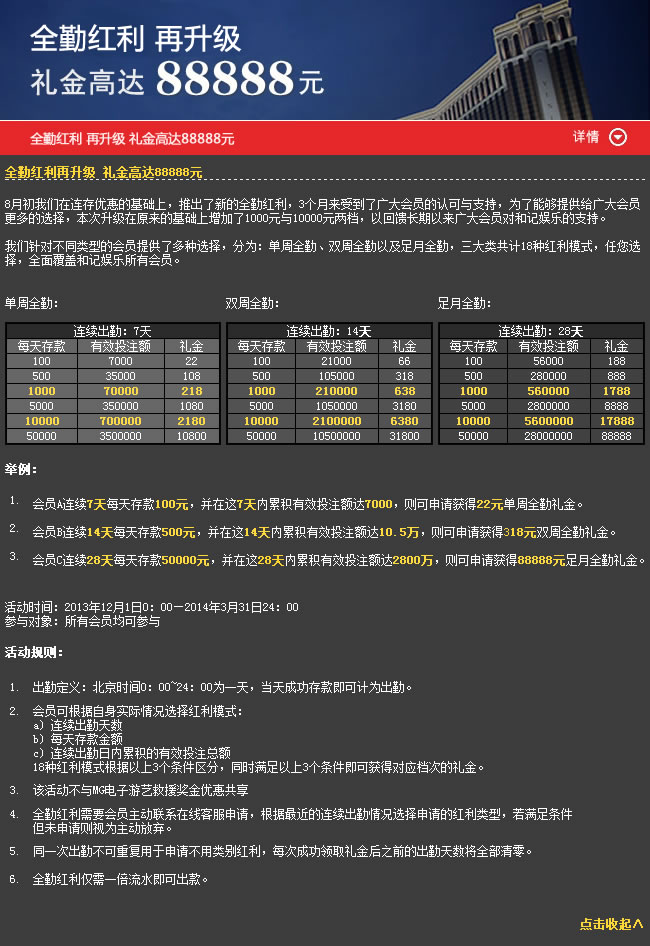 全勤红利 再升级
礼金高达 88888元
全勤红利 再升级 礼金高达88888元 详情
全勤红利再升级 礼金高达88888元
8月初我们在连存优惠的基础上，推出了新的全勤红利，3个月来受到了广大会员的认可与支持，为了能够提供给广大会员
更多的选择，本次升级在原来的基础上增加了1000元与10000元两档，以回馈长期以来广大会员对和记娱乐的支持。
我们针对不同类型的会员提供了多种选择，分为：单周全勤、双周全勤以及足月全勤，三大类共计18种红利模式，任您选
择，全面覆盖和记娱乐所有会员。
单周全勤： 双周全勤： 足月全勤：
连续出勤：7天 连续出勤：14天 连续出勤：28天
每天存款 有效投注额 礼金 每天存款 有效投注额 礼金 每天存款 有效投注额 礼金
100 7000 22 100 21000 66 100 56000 188
500 35000 108 500 105000 318 500 280000 888
1000 70000 218 1000 210000 638 1000 560000 1788
5000 350000 1080 5000 1050000 3180 5000 2800000 8888
10000 700000 2180 10000 2100000 6380 10000 5600000 17888
50000 3500000 10800 50000 10500000 31800 50000 28000000 88888
举例：
1. 会员A连续7天每天存款100元，并在这7天内累积有效投注额达7000，则可申请获得22元单周全勤礼金。
2. 会员B连续14天每天存款500元，并在这14天内累积有效投注额达10.5万，则可申请获得318元双周全勤礼金。
3. 会员C连续28天每天存款50000元，并在这28天内累积有效投注额达2800万，则可申请获得88888元足月全勤礼金。
活动时间：2013年12月1日0：00－2014年3月31日24：00
参与对象：所有会员均可参与
活动规则：
1. 出勤定义：北京时间0：00~24：00为一天，当天成功存款即可计为出勤。
2. 会员可根据自身实际情况选择红利模式：
a）连续出勤天数
b）每天存款金额
c）连续出勤日内累积的有效投注总额
18种红利模式根据以上3个条件区分，同时满足以上3个条件即可获得对应档次的礼金。
3. 该活动不与MG电子游艺救援奖金优惠共享
4. 全勤红利需要会员主动联系在线客服申请，根据最近的连续出勤情况选择申请的红利类型，若满足条件
但未申请则视为主动放弃。
5. 同一次出勤不可重复用于申请不用类别红利，每次成功领取礼金后之前的出勤天数将全部清零。
6. 全勤红利仅需一倍流水即可出款。
点击收起∧